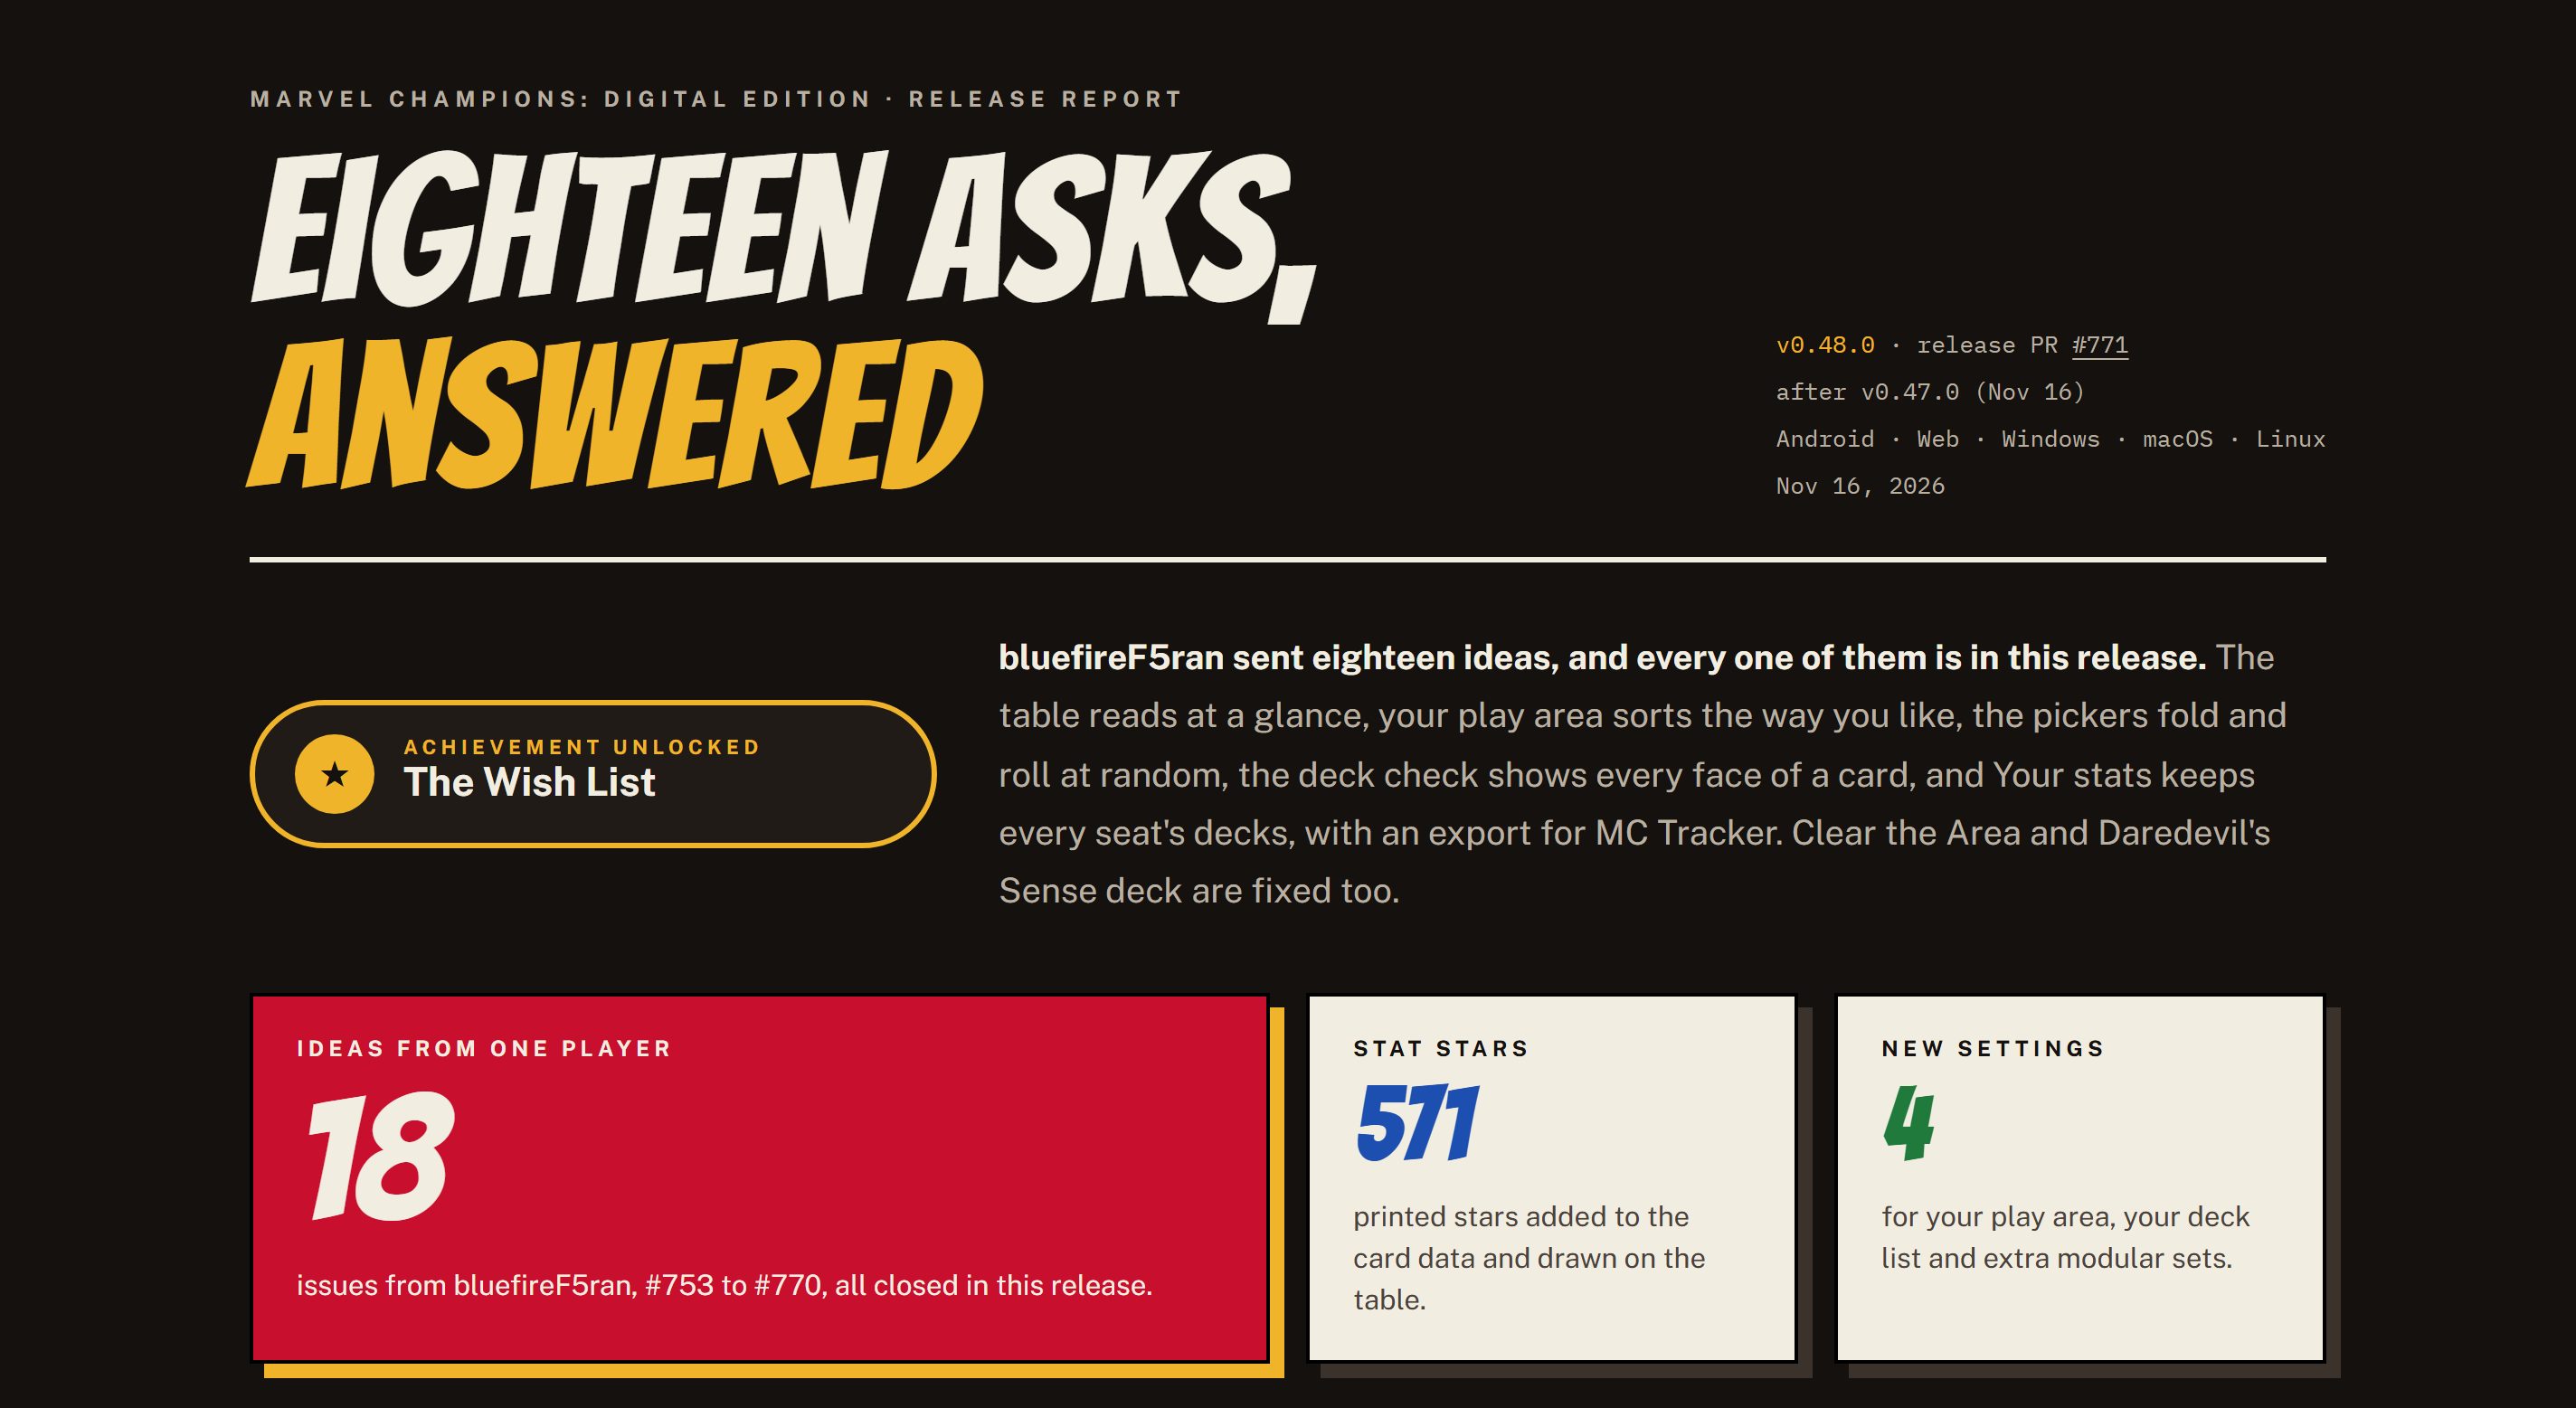 MARVEL CHAMPIONS: DIGITAL EDITION · RELEASE REPORT
EIGHTEEN ASKS,
ANSWERED
v0.48.0 · release PR #771
after v0.47.0 (Nov 16)
Android · Web · Windows · macOS · Linux
Nov 16, 2026
ACHIEVEMENT UNLOCKED
The Wish List
bluefireF5ran sent eighteen ideas, and every one of them is in this release. The
table reads at a glance, your play area sorts the way you like, the pickers fold and
roll at random, the deck check shows every face of a card, and Your stats keeps
every seat's decks, with an export for MC Tracker. Clear the Area and Daredevil's
Sense deck are fixed too.
IDEAS FROM ONE PLAYER
18
issues from bluefireF5ran, #753 to #770, all closed in this release.
STAT STARS
571
printed stars added to the
card data and drawn on the
table.
NEW SETTINGS
4
for your play area, your deck
list and extra modular sets.